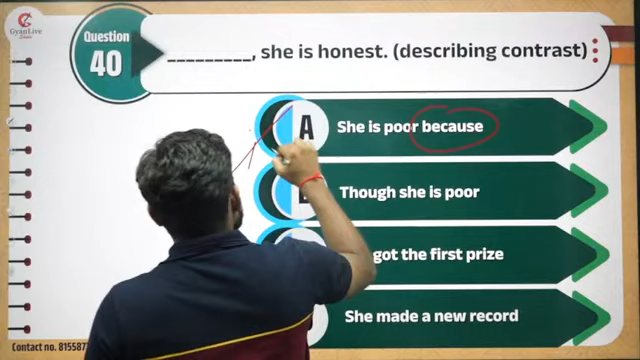 GyanLive
Question
40
_________, she is honest. (describing contrast)
A
She is poor because
Though she is poor
got the first prize
She made a new record
Contact no. 81558